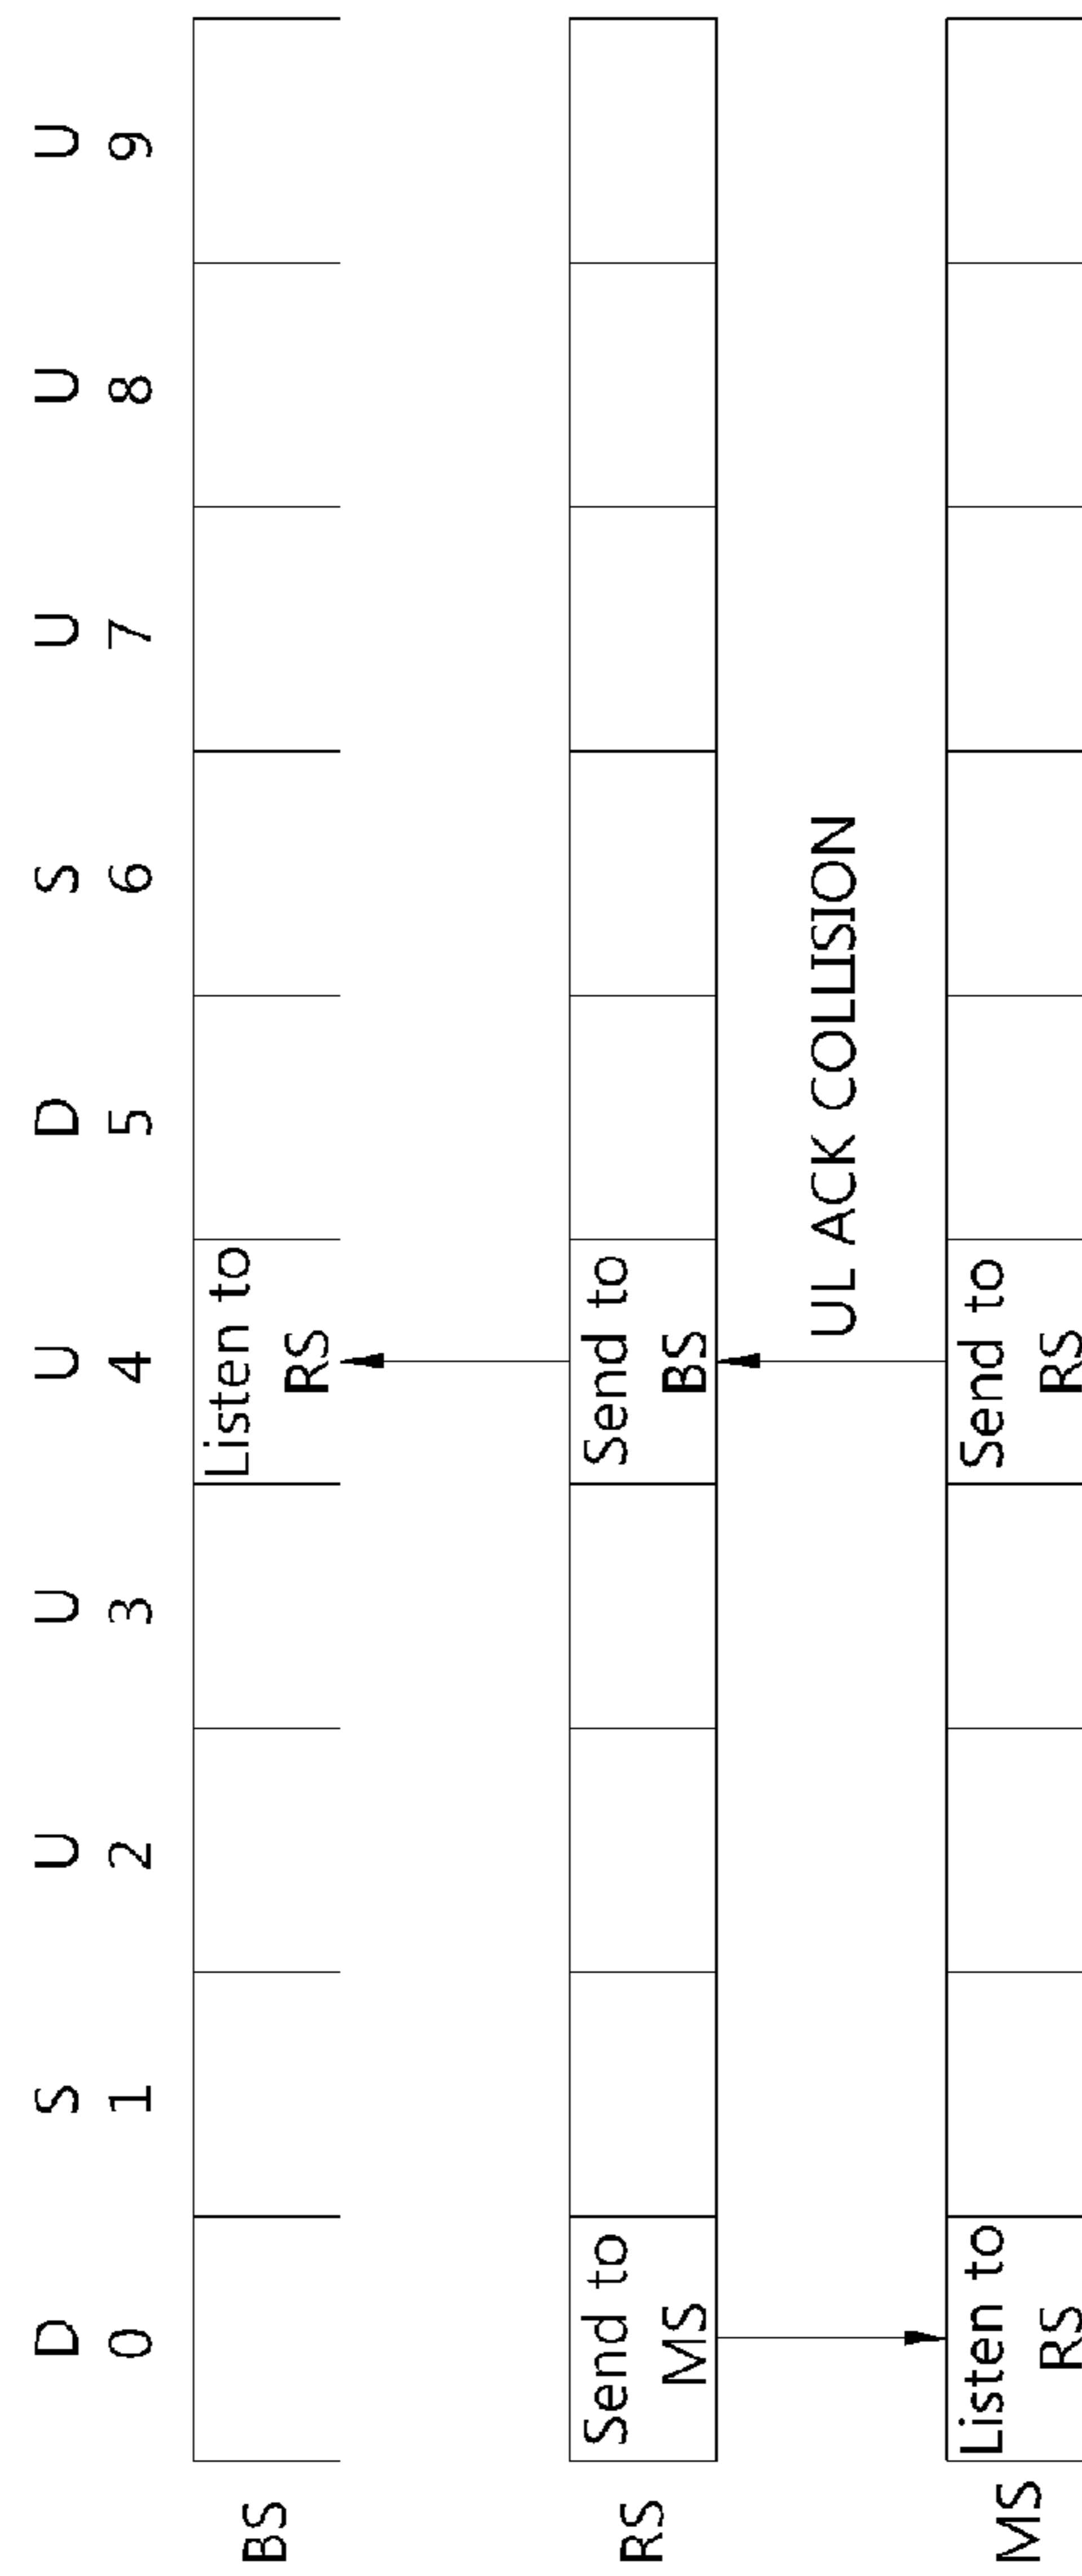 D S U U U D S U U U
0 1 2 3 4 5 6 7 8 9
BS
Listen to
RS
RS
Send to
MS
Send to
BS
UL ACK COLLISION
MS
Listen to
RS
Send to
RS